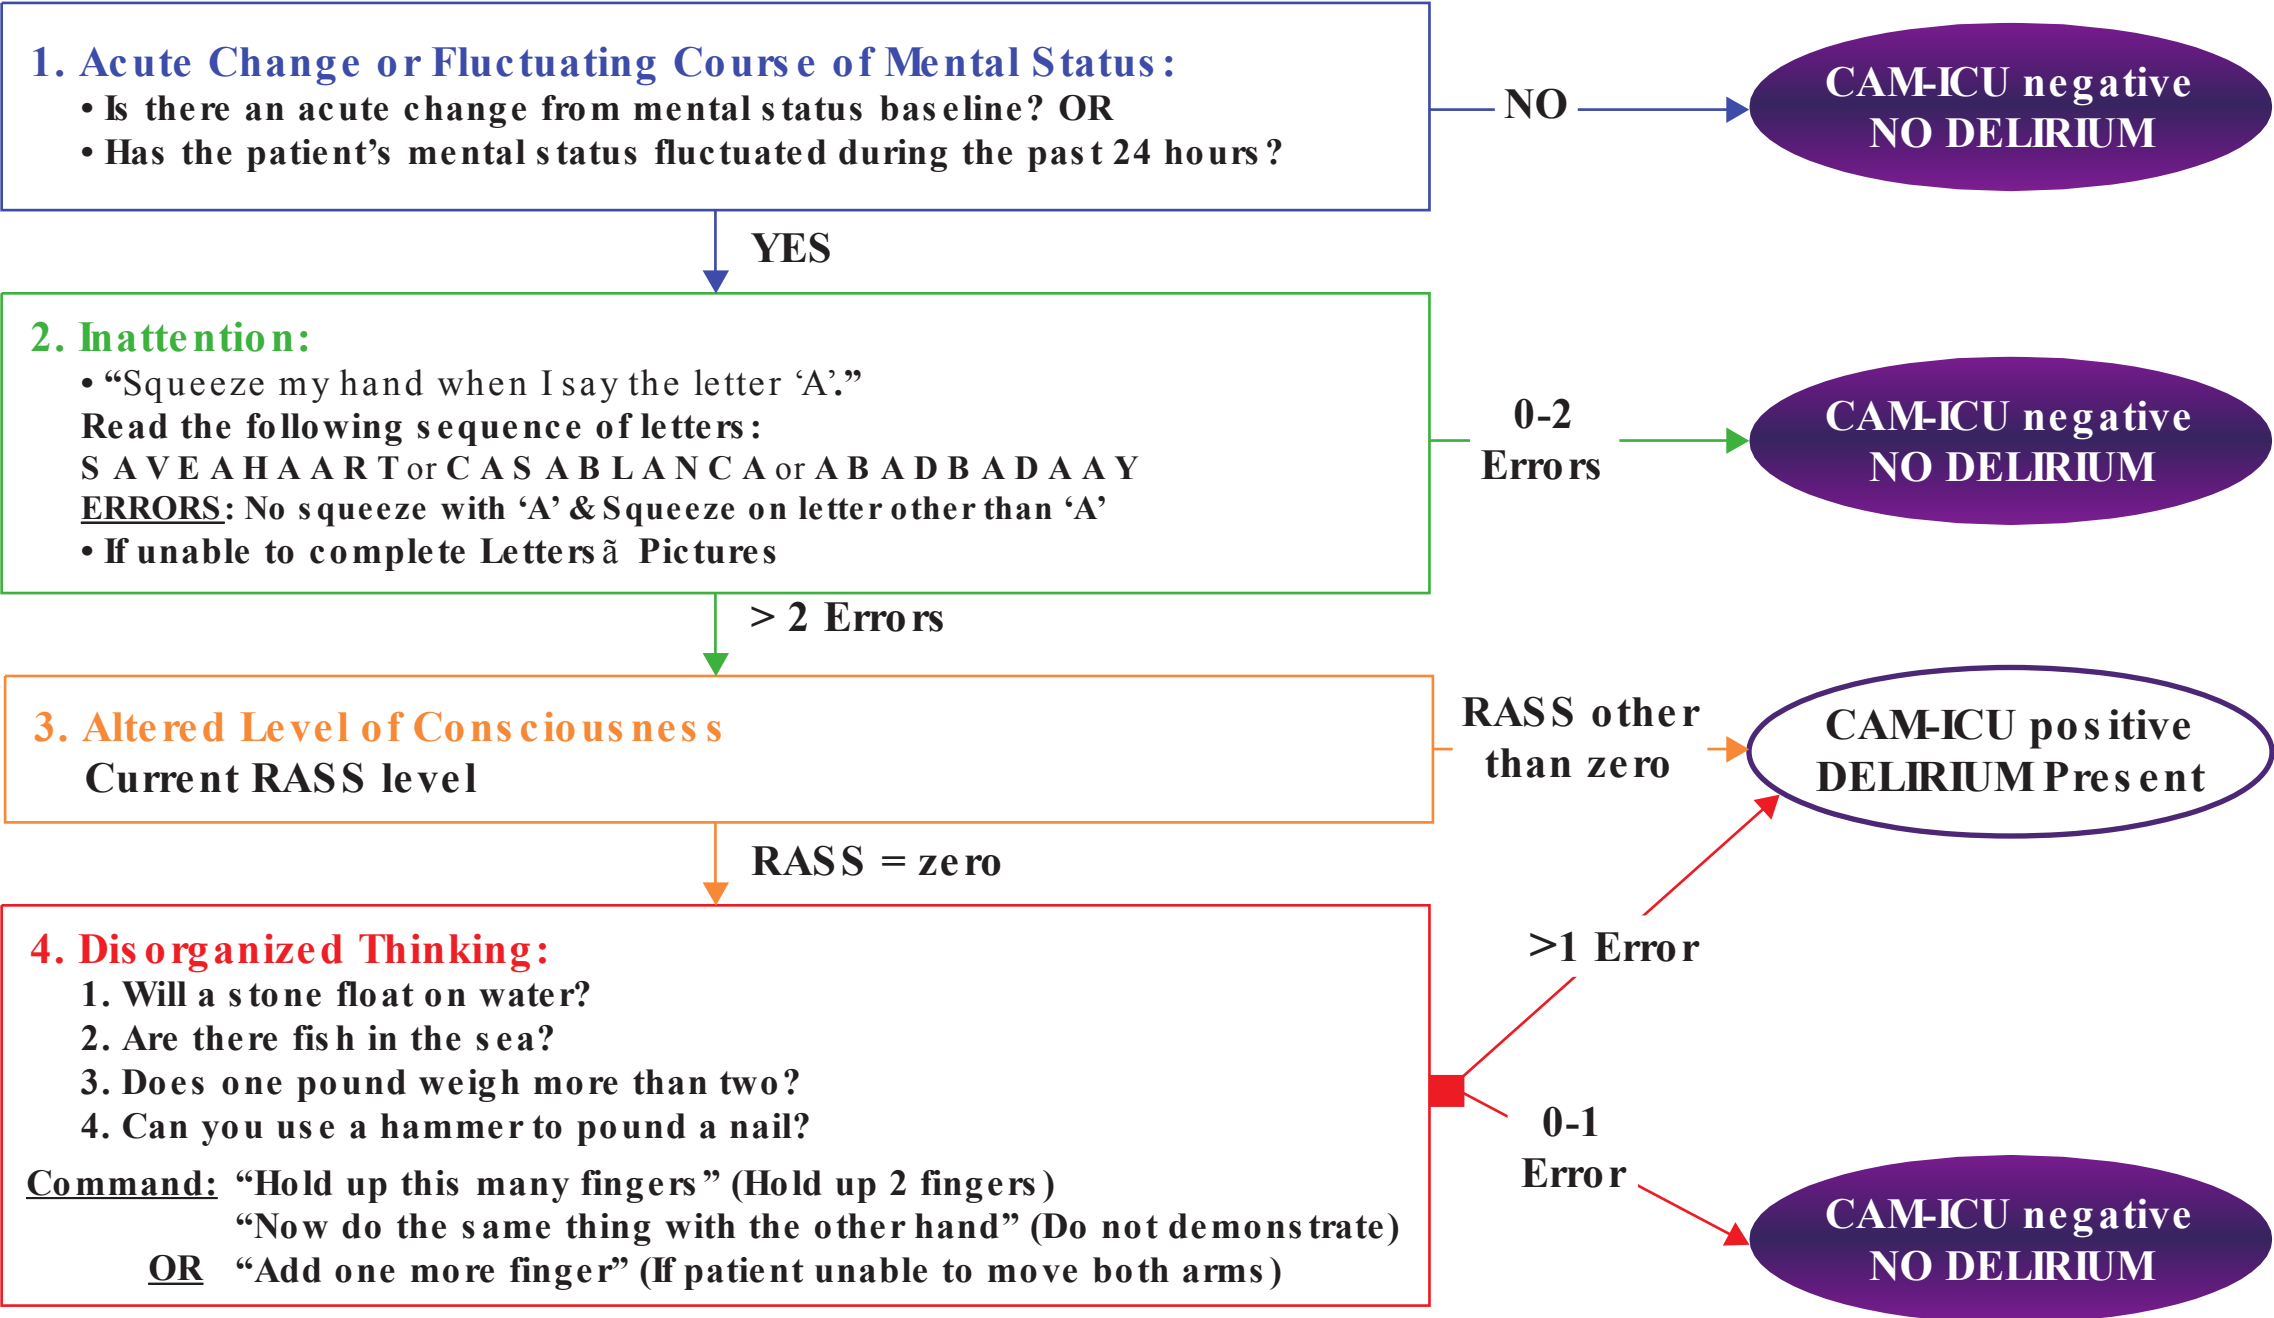 1. Acute Change or Fluctuating Course of Mental Status:
• Is there an acute change from mental status baseline? OR
• Has the patient’s mental status fluctuated during the past 24 hours?
NO
CAM-ICU negative
NO DELIRIUM
YES
2. Inattention:
• “Squeeze my hand when I say the letter ‘A’.”
Read the following sequence of letters:
S A V E A H A A R T or C A S A B L A N C A or A B A D B A D A A Y
ERRORS: No squeeze with ‘A’ & Squeeze on letter other than ‘A’
• If unable to complete Letters ã Pictures
0-2
Errors
CAM-ICU negative
NO DELIRIUM
> 2 Errors
3. Altered Level of Consciousness
Current RASS level
RASS other
than zero
CAM-ICU positive
DELIRIUM Present
RASS = zero
4. Disorganized Thinking:
1. Will a stone float on water?
2. Are there fish in the sea?
3. Does one pound weigh more than two?
4. Can you use a hammer to pound a nail?
Command: “Hold up this many fingers” (Hold up 2 fingers)
“Now do the same thing with the other hand” (Do not demonstrate)
OR “Add one more finger” (If patient unable to move both arms)
>1 Error
0-1
Error
CAM-ICU negative
NO DELIRIUM